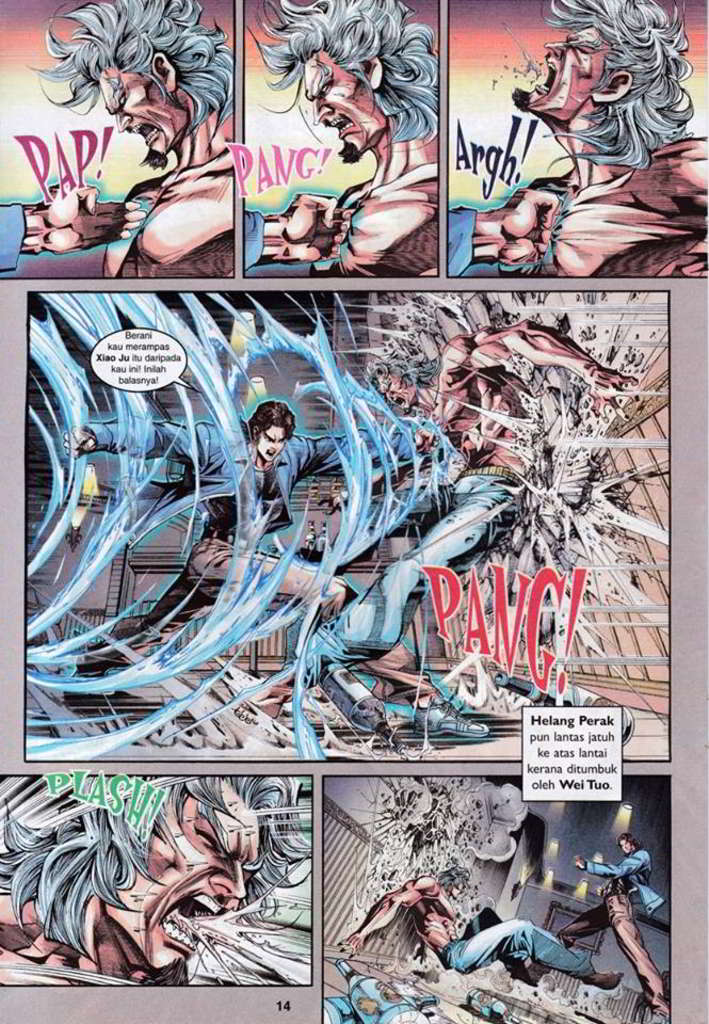 PAP!
PANG!
Argh!
Berani
kau merampas
Xiao Ju itu daripada
kau ini! Inilah
balasnya!
PANG!
Helang Perak
pun lantas jatuh
ke atas lantai
kerana ditumbuk
oleh Wei Tuo.
PLASH!
14